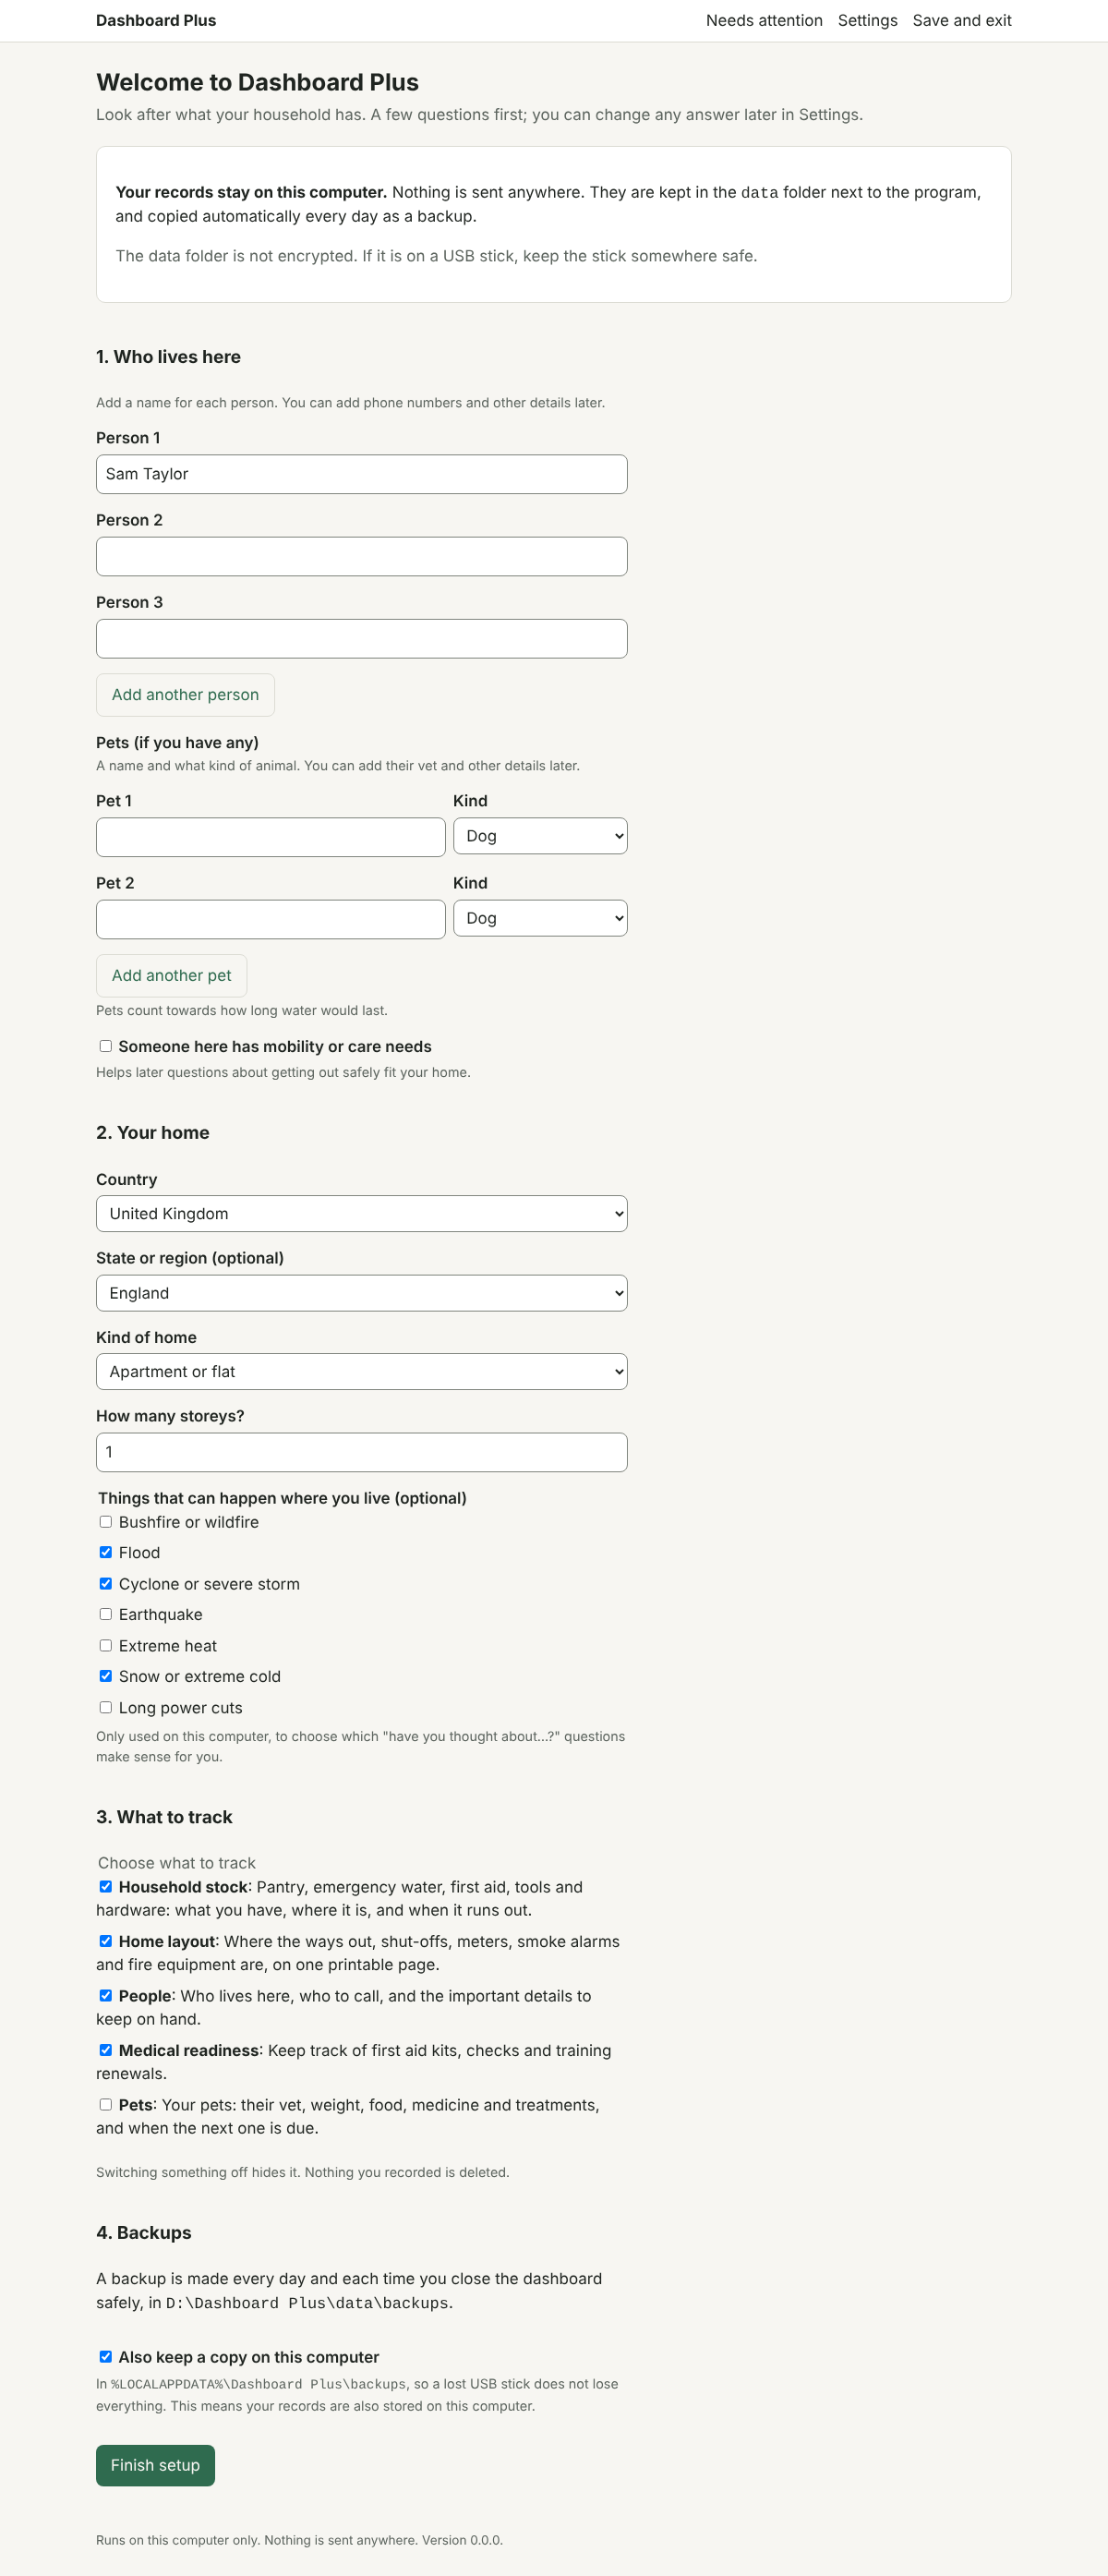 Dashboard Plus
Needs attention Settings Save and exit
Welcome to Dashboard Plus
Look after what your household has. A few questions first; you can change any answer later in Settings.
Your records stay on this computer. Nothing is sent anywhere. They are kept in the data folder next to the program,
and copied automatically every day as a backup.
The data folder is not encrypted. If it is on a USB stick, keep the stick somewhere safe.
1. Who lives here
Add a name for each person. You can add phone numbers and other details later.
Person 1
Sam Taylor
Person 2
Person 3
Add another person
Pets (if you have any)
A name and what kind of animal. You can add their vet and other details later.
Pet 1 Kind
Dog
Pet 2 Kind
Dog
Add another pet
Pets count towards how long water would last.
Someone here has mobility or care needs
Helps later questions about getting out safely fit your home.
2. Your home
Country
United Kingdom
State or region (optional)
England
Kind of home
Apartment or flat
How many storeys?
1
Things that can happen where you live (optional)
Bushfire or wildfire
Flood
Cyclone or severe storm
Earthquake
Extreme heat
Snow or extreme cold
Long power cuts
Only used on this computer, to choose which "have you thought about...?" questions
make sense for you.
3. What to track
Choose what to track
Household stock: Pantry, emergency water, first aid, tools and
hardware: what you have, where it is, and when it runs out.
Home layout: Where the ways out, shut-offs, meters, smoke alarms
and fire equipment are, on one printable page.
People: Who lives here, who to call, and the important details to
keep on hand.
Medical readiness: Keep track of first aid kits, checks and training
renewals.
Pets: Your pets: their vet, weight, food, medicine and treatments,
and when the next one is due.
Switching something off hides it. Nothing you recorded is deleted.
4. Backups
A backup is made every day and each time you close the dashboard
safely, in D:\Dashboard Plus\data\backups.
Also keep a copy on this computer
In %LOCALAPPDATA%\Dashboard Plus\backups, so a lost USB stick does not lose
everything. This means your records are also stored on this computer.
Finish setup
Runs on this computer only. Nothing is sent anywhere. Version 0.0.0.